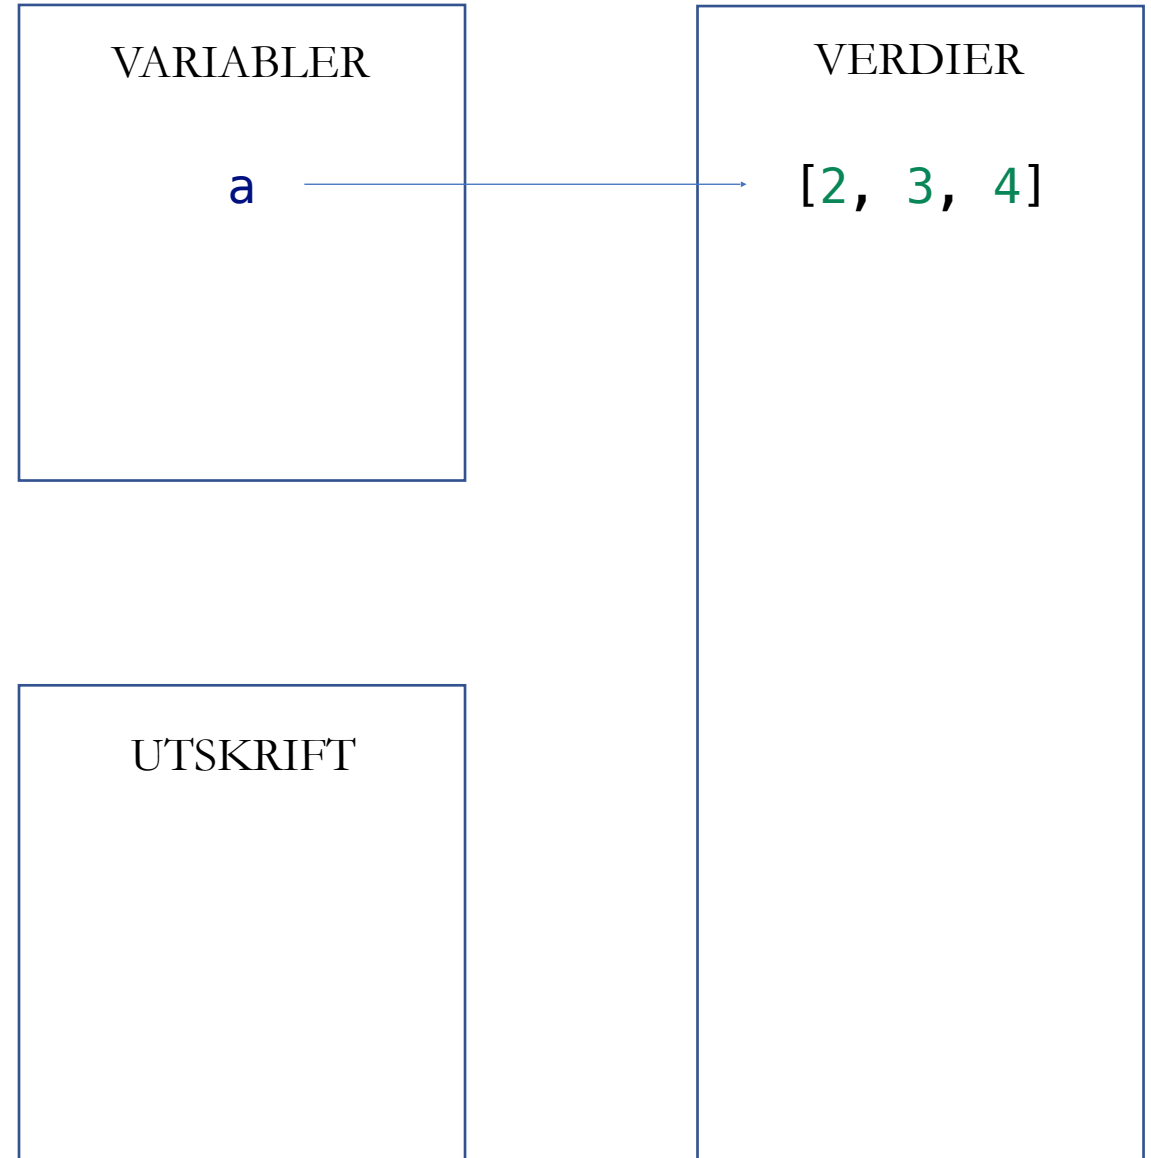 VARIABLER
a
VERDIER
[2, 3, 4]
UTSKRIFT